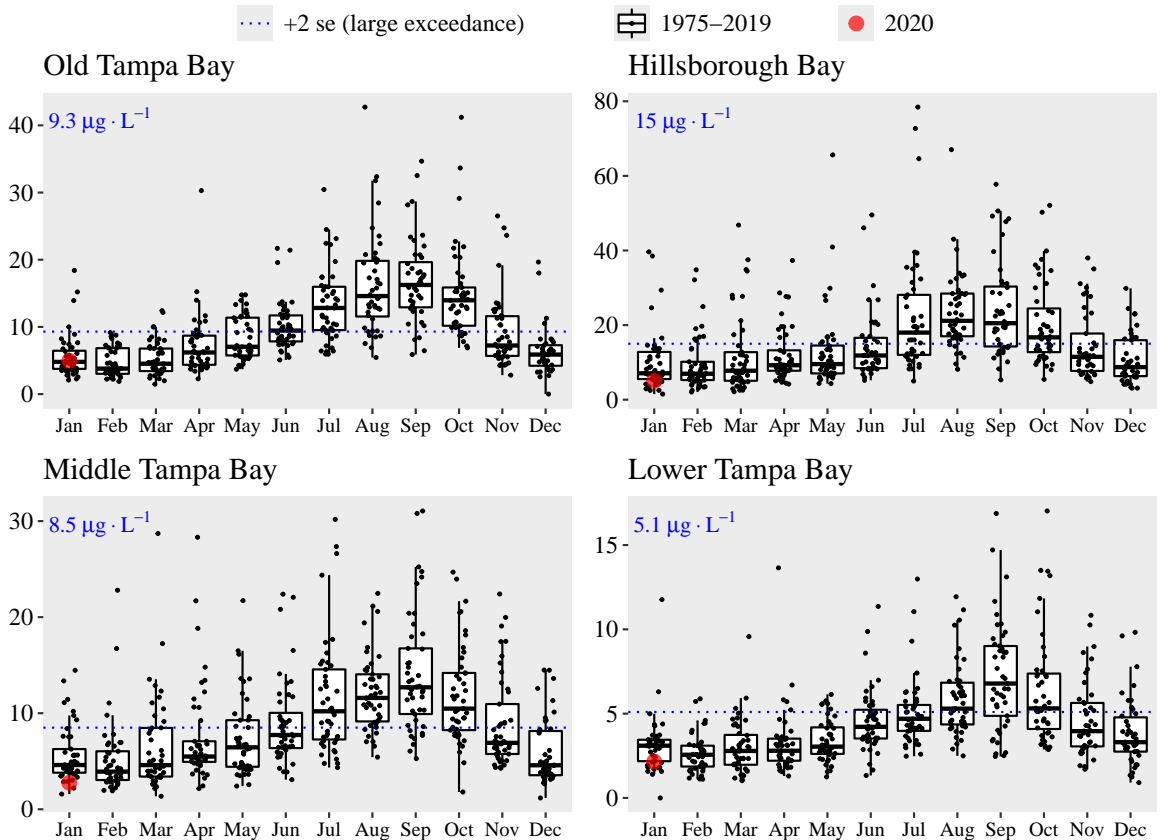 +2 se (large exceedance) 1975−2019 2020
Old Tampa Bay
9.3 μg · L⁻¹
40
30
20
10
0
Jan Feb Mar Apr May Jun Jul Aug Sep Oct Nov Dec
Hillsborough Bay
15 μg · L⁻¹
80
60
40
20
0
Jan Feb Mar Apr May Jun Jul Aug Sep Oct Nov Dec
Middle Tampa Bay
8.5 μg · L⁻¹
30
20
10
0
Jan Feb Mar Apr May Jun Jul Aug Sep Oct Nov Dec
Lower Tampa Bay
5.1 μg · L⁻¹
15
10
5
0
Jan Feb Mar Apr May Jun Jul Aug Sep Oct Nov Dec